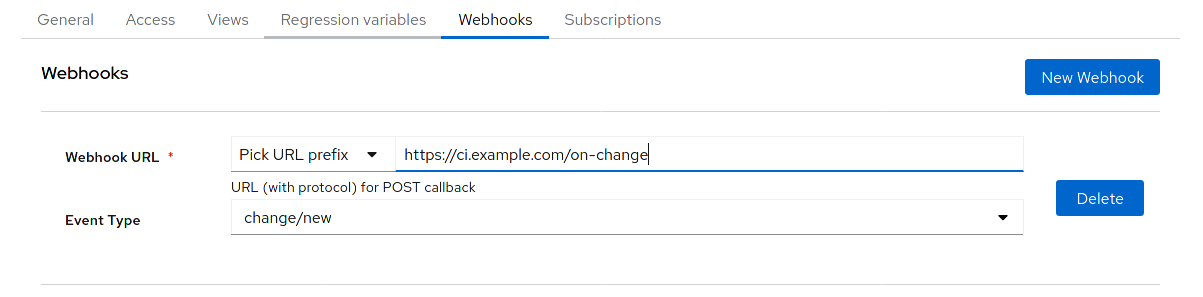 General Access Views Regression variables Webhooks Subscriptions
Webhooks
New Webhook
Webhook URL * Pick URL prefix https://ci.example.com/on-change
URL (with protocol) for POST callback
Delete
Event Type change/new